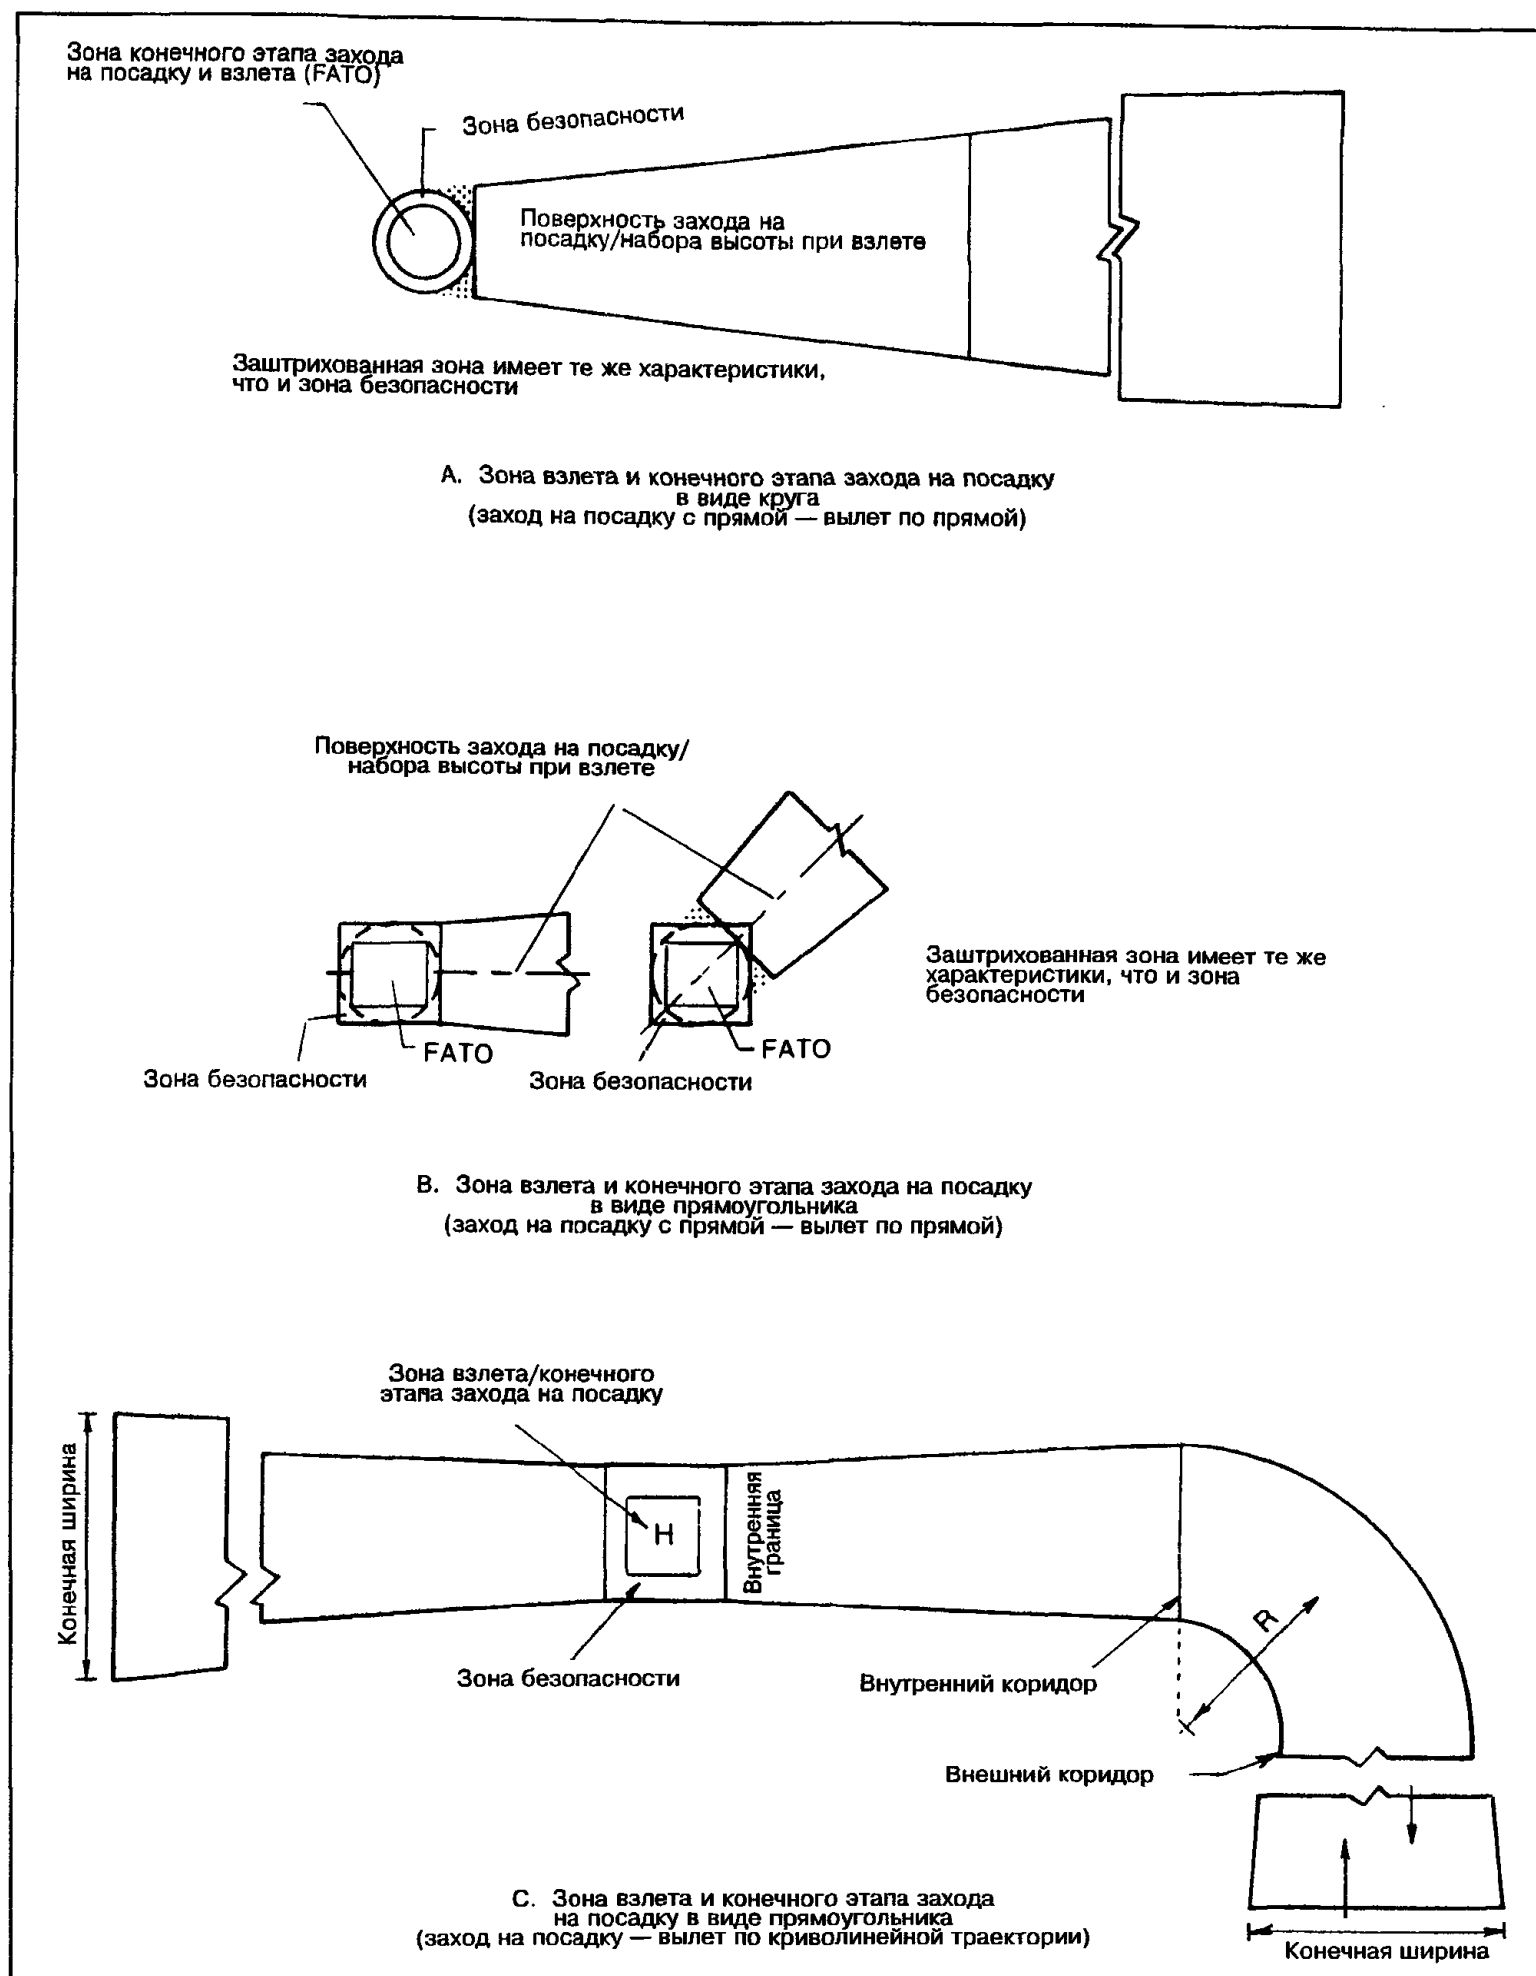 Зона конечного этапа захода
на посадку и взлета (FATO)
Зона безопасности
Поверхность захода на
посадку/набора высоты при взлете
Заштрихованная зона имеет те же характеристики,
что и зона безопасности
A. Зона взлета и конечного этапа захода на посадку
в виде круга
(заход на посадку с прямой — вылет по прямой)
Поверхность захода на посадку/
набора высоты при взлете
Заштрихованная зона имеет те же
характеристики, что и зона
безопасности
FATO
FATO
Зона безопасности
Зона безопасности
B. Зона взлета и конечного этапа захода на посадку
в виде прямоугольника
(заход на посадку с прямой — вылет по прямой)
Зона взлета/конечного
этапа захода на посадку
Конечная ширина
H
Внутренняя
граница
R
Зона безопасности
Внутренний коридор
Внешний коридор
C. Зона взлета и конечного этапа захода
на посадку в виде прямоугольника
(заход на посадку — вылет по криволинейной траектории)
Конечная ширина